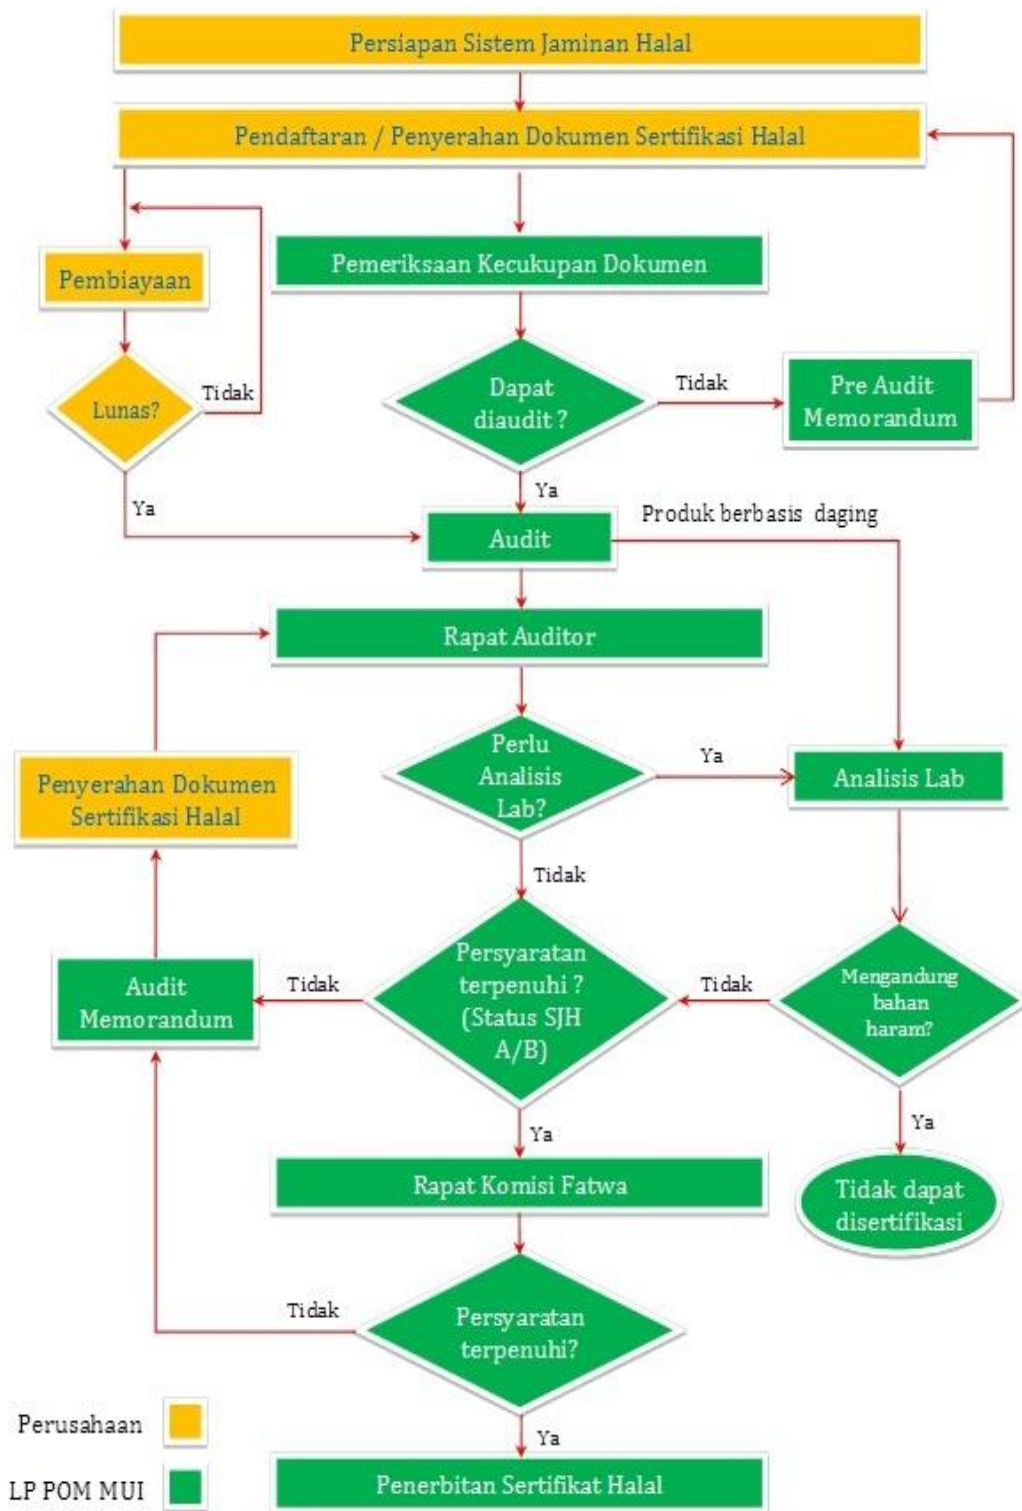 Persiapan Sistem Jaminan Halal
Pendaftaran / Penyerahan Dokumen Sertifikasi Halal
Pembiayaan
Pemeriksaan Kecukupan Dokumen
Lunas?
Tidak
Dapat
diaudit ?
Tidak
Pre Audit
Memorandum
Ya
Ya
Produk berbasis daging
Audit
Rapat Auditor
Perlu
Analisis
Lab?
Ya
Analisis Lab
Penyerahan Dokumen
Sertifikasi Halal
Tidak
Persyaratan
terpenuhi ?
(Status SJH
A/B)
Tidak
Audit
Memorandum
Tidak
Mengandung
bahan
haram?
Ya
Ya
Rapat Komisi Fatwa
Tidak dapat
disertifikasi
Tidak
Persyaratan
terpenuhi?
Ya
Penerbitan Sertifikat Halal
Perusahaan
LP POM MUI